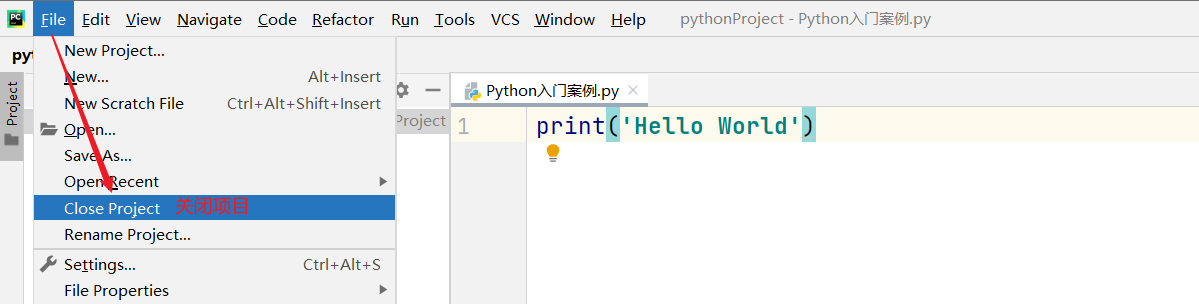 PC File Edit View Navigate Code Refactor Run Tools VCS Window Help pythonProject - Python入门案例.py
New Project...
New... Alt+Insert
New Scratch File Ctrl+Alt+Shift+Insert
Open...
Save As...
Open Recent
Close Project 关闭项目
Rename Project...
Settings... Ctrl+Alt+S
File Properties
Project
Project
Python入门案例.py
1 print('Hello World')